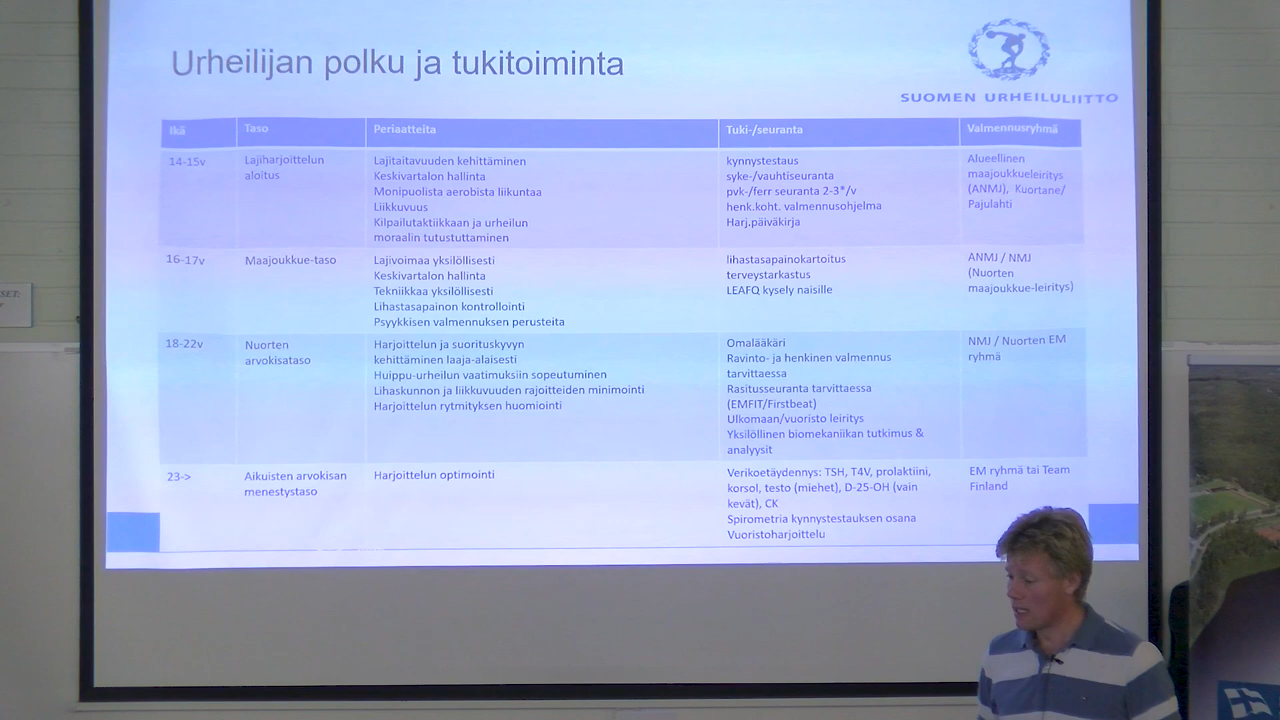 Urheilijan polku ja tukitoiminta
SUOMEN URHEILULIITTO
Ikä
Taso
Periaatteita
Tuki-/seuranta
Valmennusryhmä
14-15v
Lajiharjoittelun
aloitus
Lajitaitavuuden kehittäminen
Keskivartalon hallinta
Monipuolista aerobista liikuntaa
Liikkuvuus
Kilpailutaktiikkaan ja urheilun
moraalin tutustuttaminen
kynnystestaus
syke-/vauhtiseuranta
pvk-/ferr seuranta 2-3*/v
henk.koht. valmennusohjelma
Harj.päiväkirja
Alueellinen
maajoukkueleiritys
(ANMJ), Kuortane/
Pajulahti
16-17v
Maajoukkue-taso
Lajivoimaa yksilöllisesti
Keskivartalon hallinta
Tekniikkaa yksilöllisesti
Lihastasapainon kontrollointi
Psyykkisen valmennuksen perusteita
lihastasapainokartoitus
terveystarkastus
LEAFQ kysely naisille
ANMJ / NMJ
(Nuorten
maajoukkue-leiritys)
18-22v
Nuorten
arvokisataso
Harjoittelun ja suorituskyvyn
kehittäminen laaja-alaisesti
Huippu-urheilun vaatimuksiin sopeutuminen
Lihaskunnon ja liikkuvuuden rajoitteiden minimointi
Harjoittelun rytmityksen huomiointi
Omalääkäri
Ravinto- ja henkinen valmennus
tarvittaessa
Rasitusseuranta tarvittaessa
(EMFIT/Firstbeat)
Ulkomaan/vuoristo leiritys
Yksilöllinen biomekaniikan tutkimus &
analyysit
NMJ / Nuorten EM
ryhmä
23->
Aikuisten arvokisan
menestystaso
Harjoittelun optimointi
Verikoetäydennys: TSH, T4V, prolaktiini,
korsol, testo (miehet), D-25-OH (vain
kevät), CK
Spirometria kynnystestauksen osana
Vuoristoharjoittelu
EM ryhmä tai Team
Finland